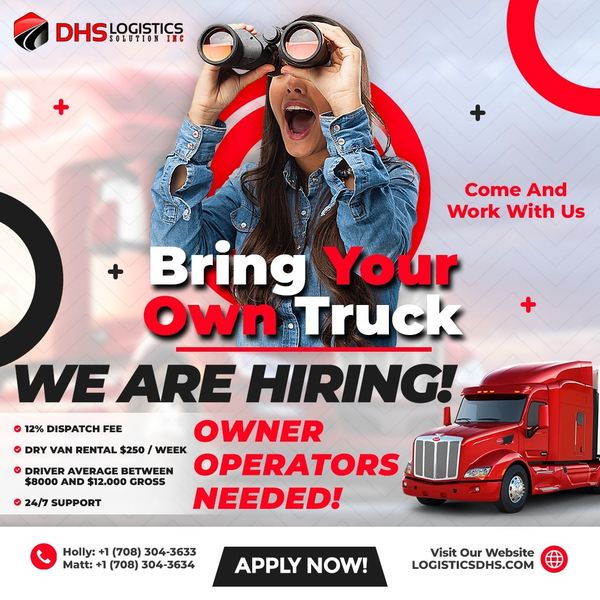 DHS LOGISTICS
SOLUTION INC
Come And
Work With Us
Bring Your
Own Truck
WE ARE HIRING!
12% DISPATCH FEE
DRY VAN RENTAL $250 / WEEK
DRIVER AVERAGE BETWEEN
$8000 AND $12.000 GROSS
24/7 SUPPORT
OWNER
OPERATORS
NEEDED!
Holly: +1 (708) 304-3633
Matt: +1 (708) 304-3634
APPLY NOW!
Visit Our Website
LOGISTICSDHS.COM